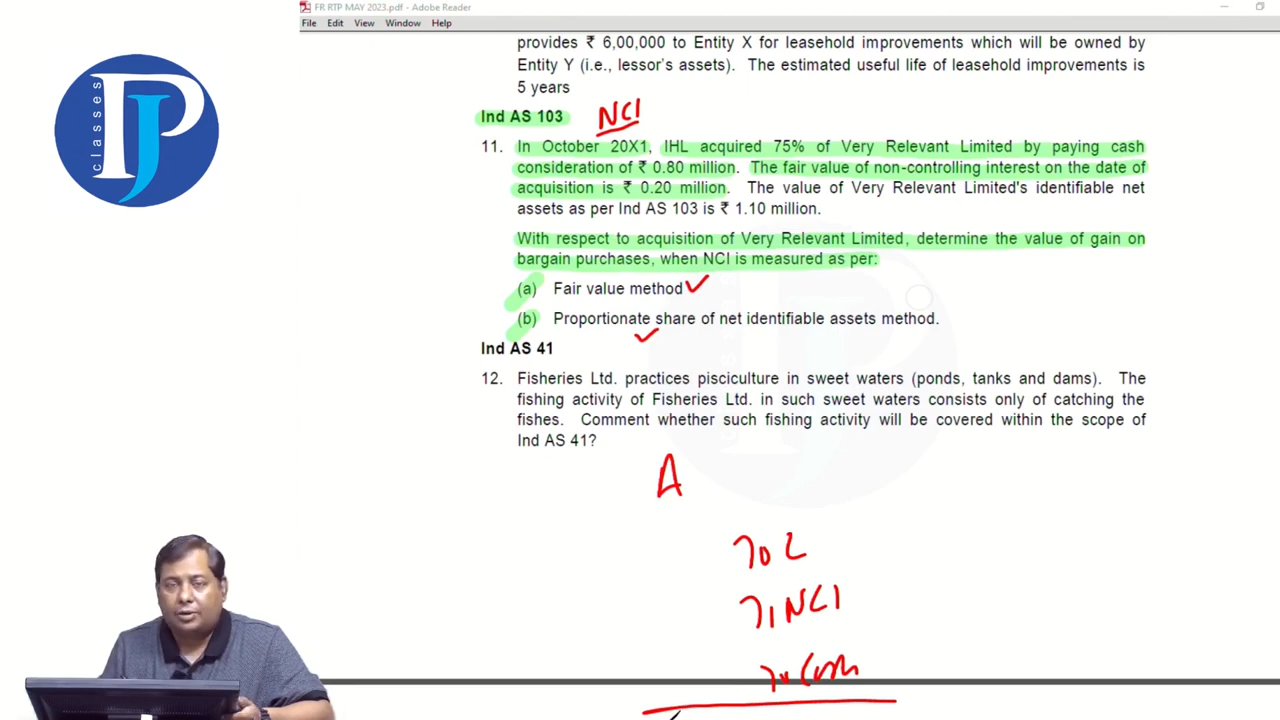 FR RTP MAY 2023.pdf - Adobe Reader
File Edit View Window Help
PJ
classes
provides ₹ 6,00,000 to Entity X for leasehold improvements which will be owned by
Entity Y (i.e., lessor's assets). The estimated useful life of leasehold improvements is
5 years
Ind AS 103
NCI
11. In October 20X1, IHL acquired 75% of Very Relevant Limited by paying cash
consideration of ₹ 0.80 million. The fair value of non-controlling interest on the date of
acquisition is ₹ 0.20 million. The value of Very Relevant Limited's identifiable net
assets as per Ind AS 103 is ₹ 1.10 million.
With respect to acquisition of Very Relevant Limited, determine the value of gain on
bargain purchases, when NCI is measured as per:
(a) Fair value method
(b) Proportionate share of net identifiable assets method.
Ind AS 41
12. Fisheries Ltd. practices pisciculture in sweet waters (ponds, tanks and dams). The
fishing activity of Fisheries Ltd. in such sweet waters consists only of catching the
fishes. Comment whether such fishing activity will be covered within the scope of
Ind AS 41?
A
NCI